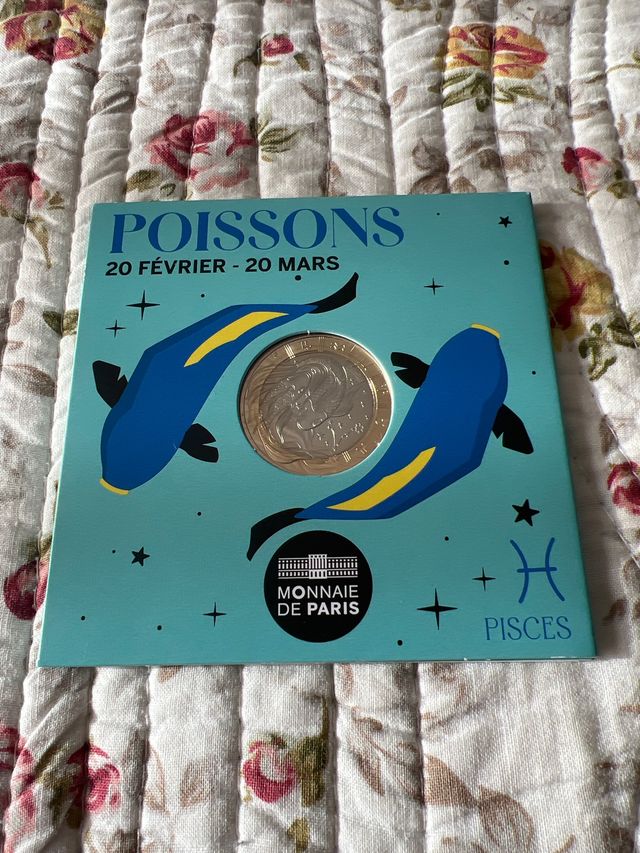 POISSONS
20 FÉVRIER - 20 MARS
MONNAIE
DE PARIS
PISCES